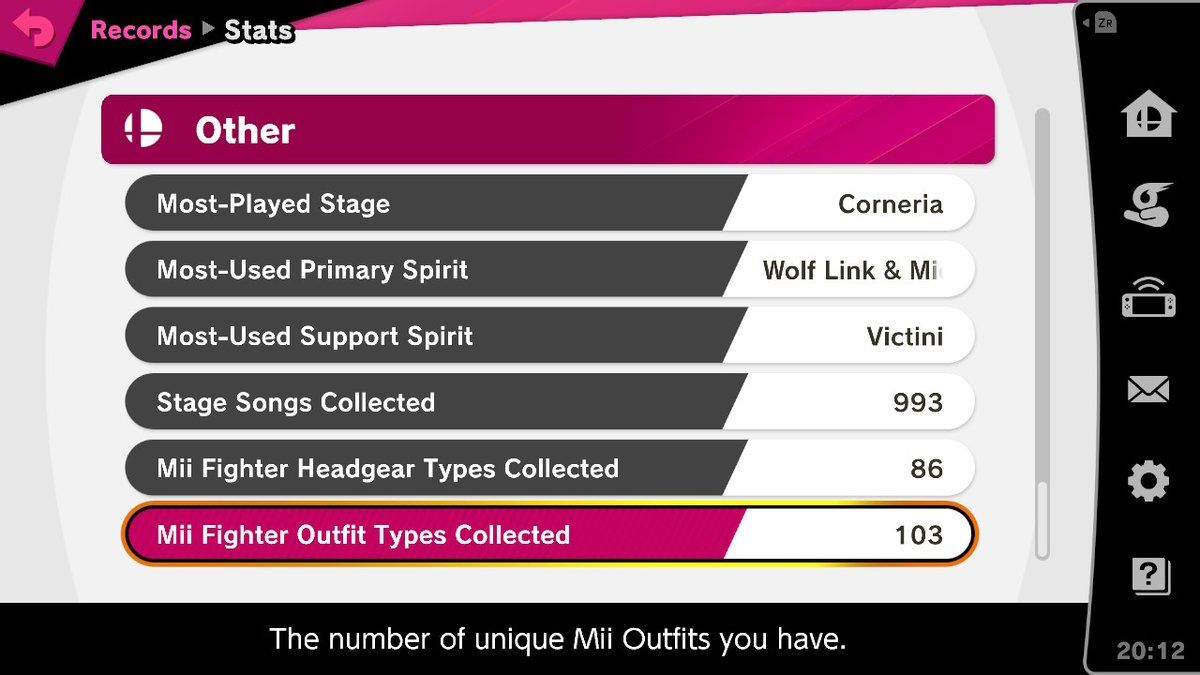 Records ▶ Stats
ZR
Other
Most-Played Stage Corneria
Most-Used Primary Spirit Wolf Link &
Most-Used Support Spirit Victini
Stage Songs Collected 993
Mii Fighter Headgear Types Collected 86
Mii Fighter Outfit Types Collected 103
?
The number of unique Mii Outfits you have.
20:12